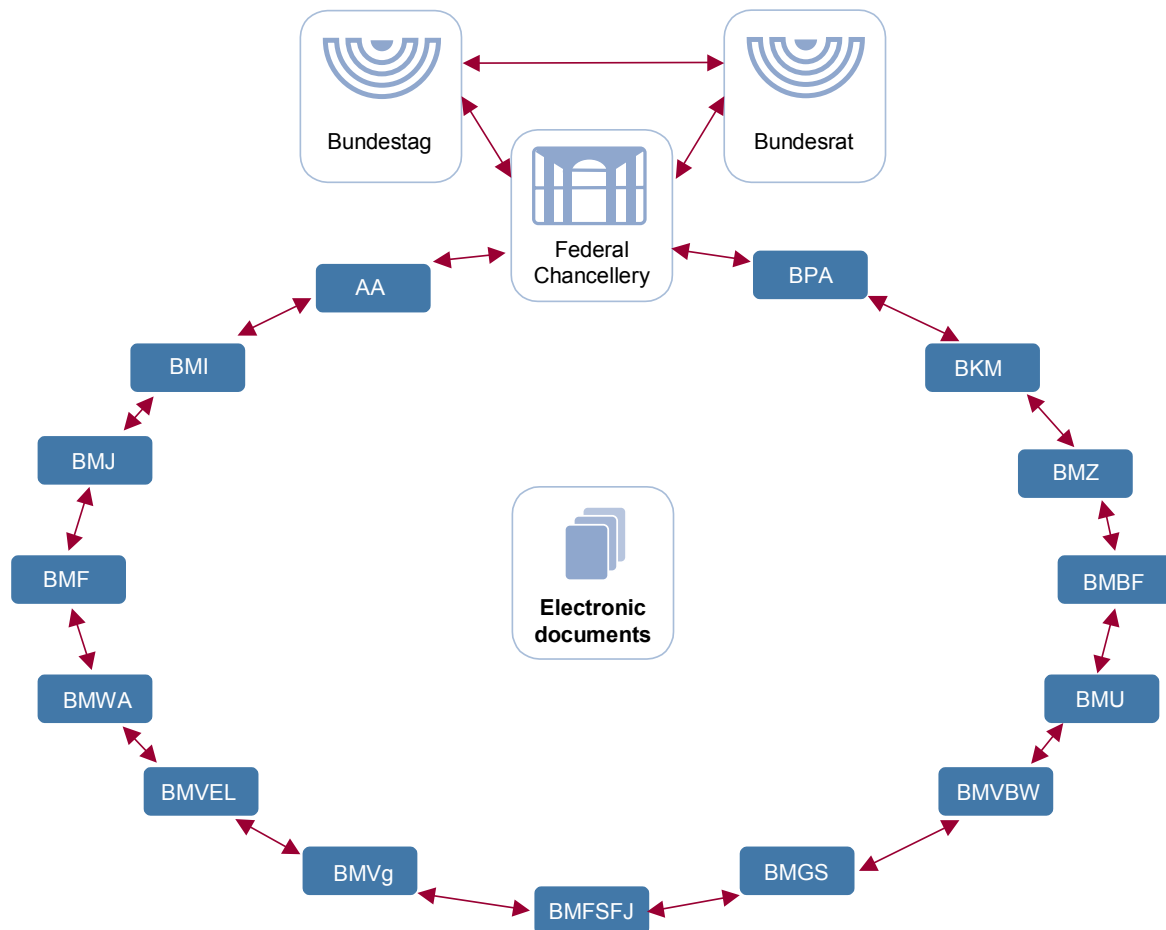 Bundestag
Bundesrat
Federal
Chancellery
AA
BPA
BMI
BKM
BMJ
BMZ
Electronic
documents
BMF
BMBF
BMWA
BMU
BMVEL
BMVBW
BMVg
BMGS
BMFSFJ